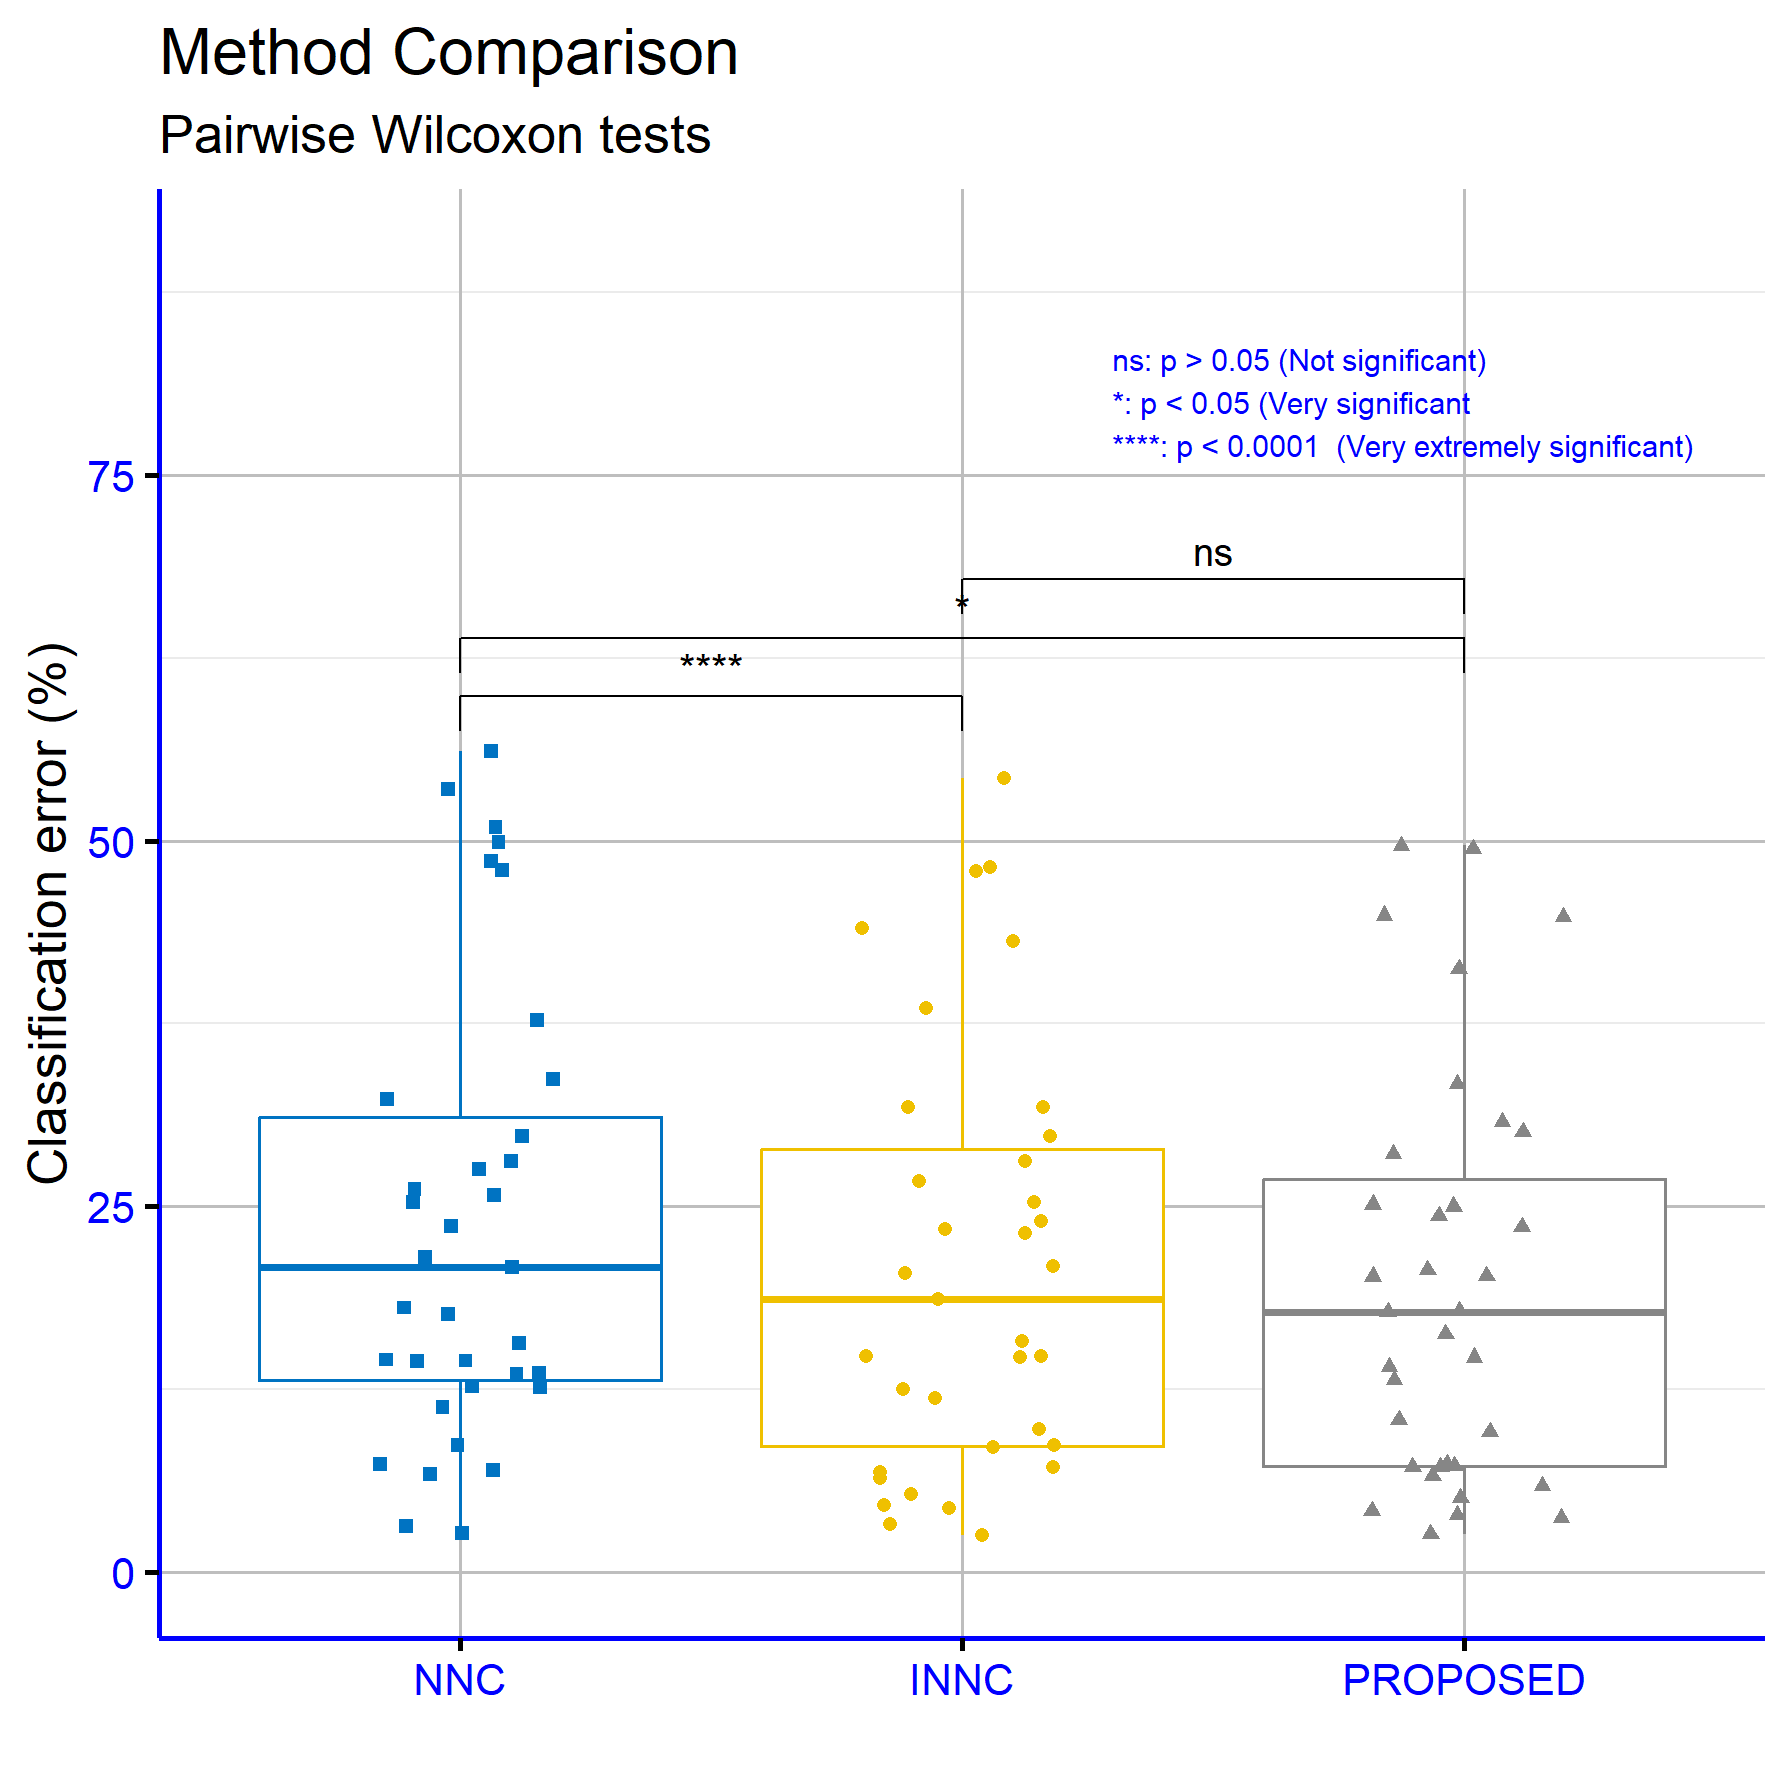 Method Comparison
Pairwise Wilcoxon tests
ns: p > 0.05 (Not significant)
*: p < 0.05 (Very significant
****: p < 0.0001  (Very extremely significant)
75
ns
*
****
50
25
0
Classification error (%)
NNC
INNC
PROPOSED